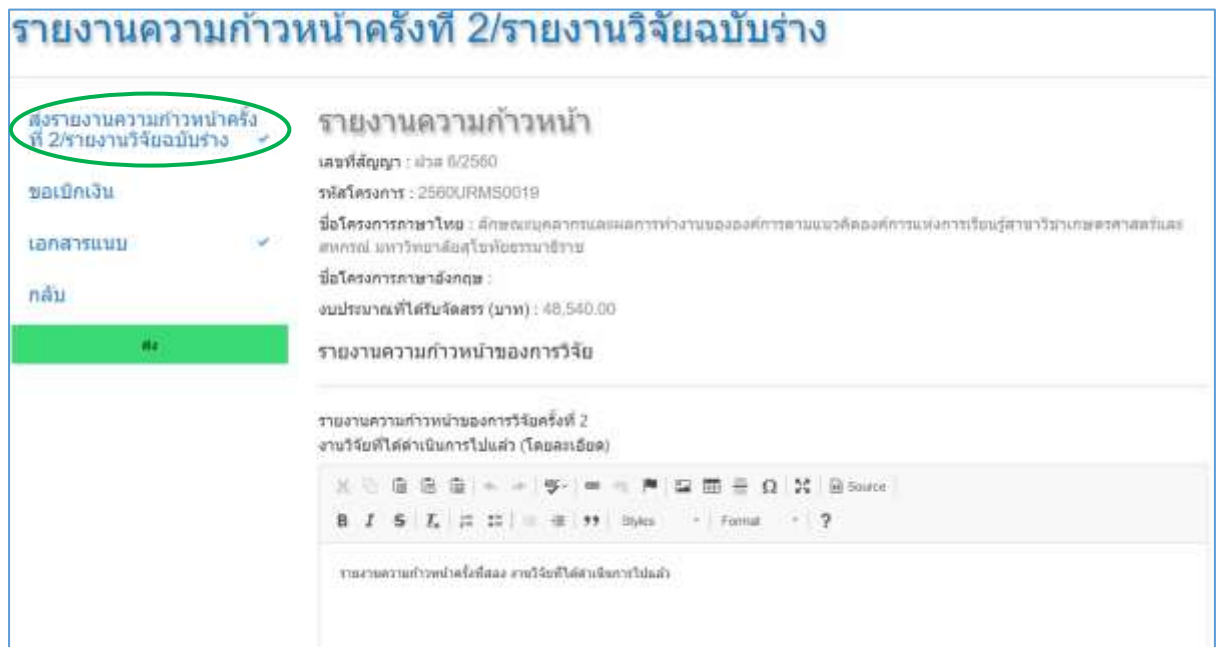 รายงานความก้าวหน้าครั้งที่ 2/รายงานวิจัยฉบับร่าง
ส่งรายงานความก้าวหน้าครั้ง
ที่ 2/รายงานวิจัยฉบับร่าง
ขอเบิกเงิน
เอกสารแนบ
กลับ
ส่ง
รายงานความก้าวหน้า
เลขที่สัญญา : ฝวส 6/2560
รหัสโครงการ : 2560URMS0019
ชื่อโครงการภาษาไทย : ลักษณะบุคลากรและผลการทำงานขององค์การตามแนวคิดองค์การแห่งการเรียนรู้สาขาวิชาเกษตรศาสตร์และ
สหกรณ์ มหาวิทยาลัยสุโขทัยธรรมาธิราช
ชื่อโครงการภาษาอังกฤษ :
งบประมาณที่ได้รับจัดสรร (บาท) : 48,540.00
รายงานความก้าวหน้าของการวิจัย
รายงานความก้าวหน้าของการวิจัยครั้งที่ 2
งานวิจัยที่ได้ดำเนินการไปแล้ว (โดยละเอียด)
Source
B I S Styles Format ?
รายงานความก้าวหน้าครั้งที่สอง งานวิจัยที่ได้ดำเนินการไปแล้ว